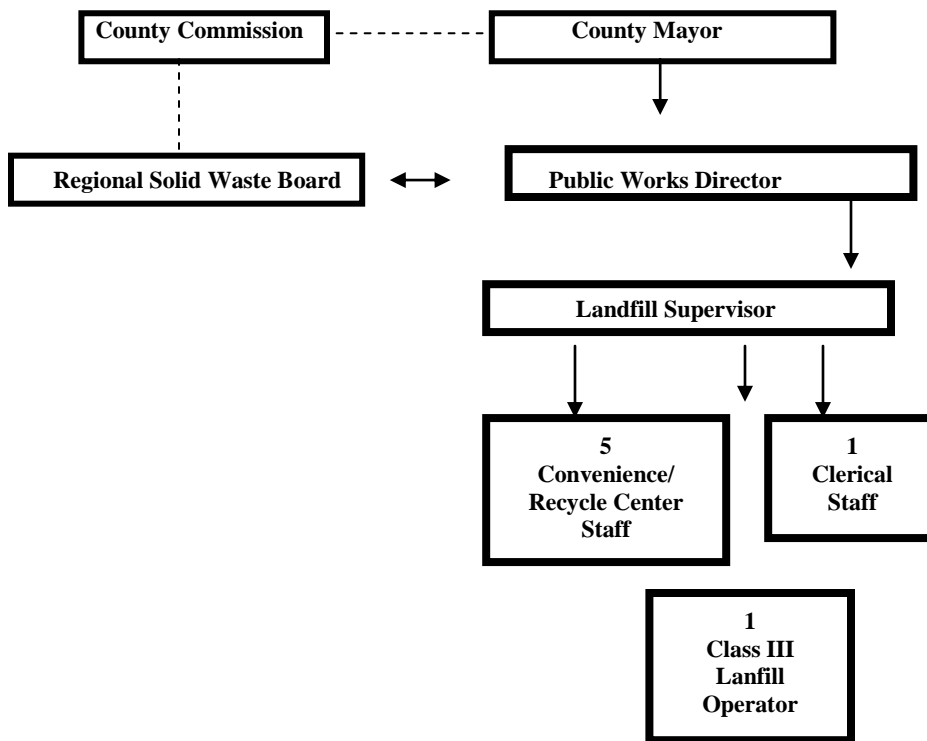 County Commission
County Mayor
Regional Solid Waste Board
Public Works Director
Landfill Supervisor
5
Convenience/
Recycle Center
Staff
1
Clerical
Staff
1
Class III
Lanfill
Operator